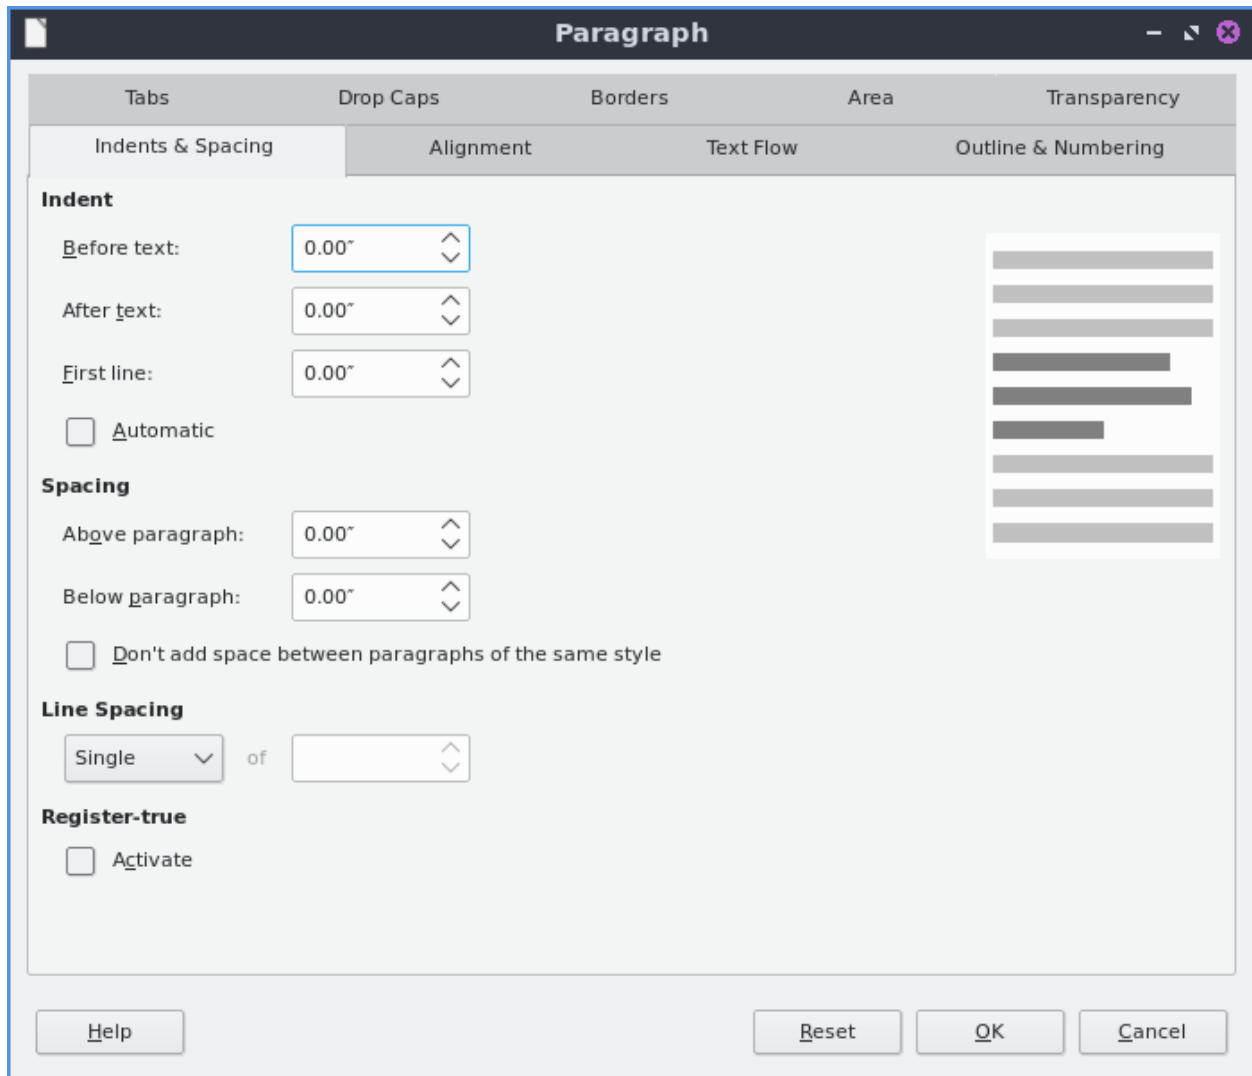 Paragraph
Tabs Drop Caps Borders Area Transparency
Indents & Spacing Alignment Text Flow Outline & Numbering
Indent
Before text: 0.00″
After text: 0.00″
First line: 0.00″
Automatic
Spacing
Above paragraph: 0.00″
Below paragraph: 0.00″
Don't add space between paragraphs of the same style
Line Spacing
Single of
Register-true
Activate
Help Reset OK Cancel